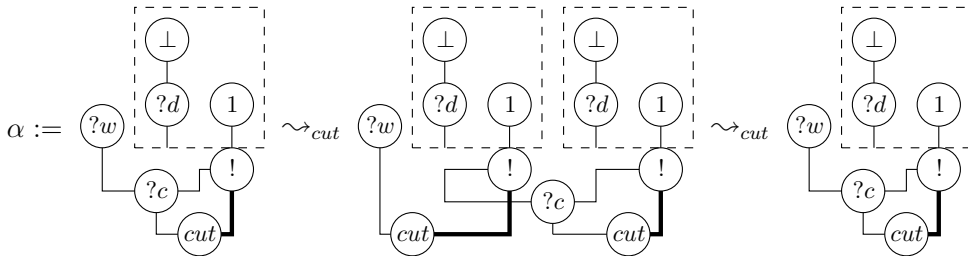 ⊥ ⊥ ⊥ ⊥
?d 1 ?d 1 ?d 1 ?d 1
α := ?w ⇝cut ?w ⇝cut ?w
! ! ! !
?c ?c ?c
cut cut cut cut